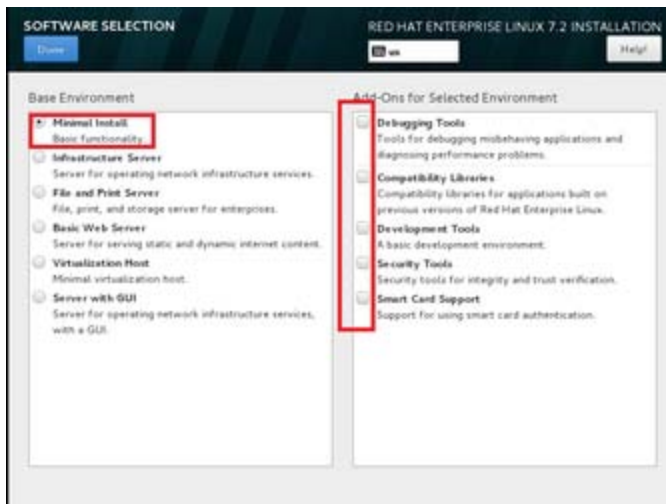 SOFTWARE SELECTION
RED HAT ENTERPRISE LINUX 7.2 INSTALLATION
Done
us
Help!
Base Environment
Minimal Install
Basic functionality.
Infrastructure Server
Server for operating network infrastructure services.
File and Print Server
File, print, and storage server for enterprises.
Basic Web Server
Server for serving static and dynamic internet content.
Virtualization Host
Minimal virtualization host.
Server with GUI
Server for operating network infrastructure services,
with a GUI.
Add-Ons for Selected Environment
Debugging Tools
Tools for debugging misbehaving applications and
diagnosing performance problems.
Compatibility Libraries
Compatibility libraries for applications built on
previous versions of Red Hat Enterprise Linux.
Development Tools
A basic development environment.
Security Tools
Security tools for integrity and trust verification.
Smart Card Support
Support for using smart card authentication.